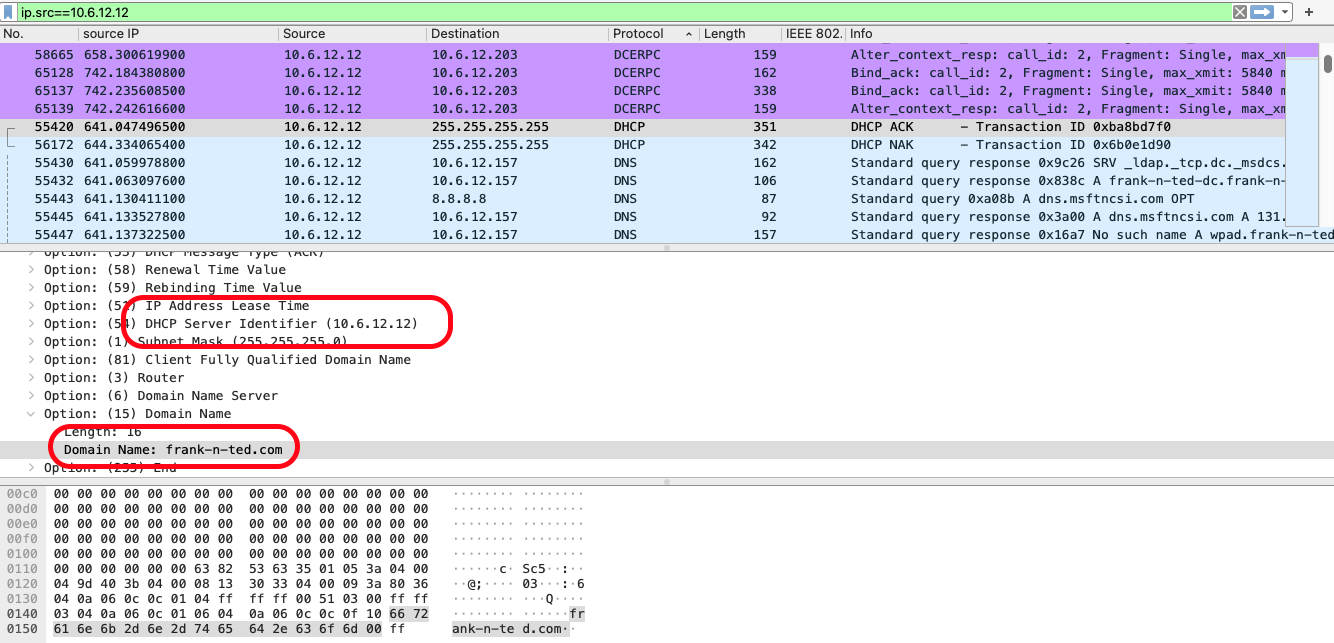 ip.src==10.6.12.12
No. source IP Source Destination Protocol Length IEEE 802. Info
58665 658.300619900 10.6.12.12 10.6.12.203 DCERPC 159 Alter_context_resp: call_id: 2, Fragment: Single, max_xm
65128 742.184380800 10.6.12.12 10.6.12.203 DCERPC 162 Bind_ack: call_id: 2, Fragment: Single, max_xmit: 5840 m
65137 742.235608500 10.6.12.12 10.6.12.203 DCERPC 338 Bind_ack: call_id: 2, Fragment: Single, max_xmit: 5840 m
65139 742.242616600 10.6.12.12 10.6.12.203 DCERPC 159 Alter_context_resp: call_id: 2, Fragment: Single, max_xm
55420 641.047496500 10.6.12.12 255.255.255.255 DHCP 351 DHCP ACK - Transaction ID 0xba8bd7f0
56172 644.334065400 10.6.12.12 255.255.255.255 DHCP 342 DHCP NAK - Transaction ID 0x6b0e1d90
55430 641.059978800 10.6.12.12 10.6.12.157 DNS 162 Standard query response 0x9c26 SRV _ldap._tcp.dc._msdcs.
55432 641.063097600 10.6.12.12 10.6.12.157 DNS 106 Standard query response 0x838c A frank-n-ted-dc.frank-n-
55443 641.130411100 10.6.12.12 8.8.8.8 DNS 87 Standard query 0xa08b A dns.msftncsi.com OPT
55445 641.133527800 10.6.12.12 10.6.12.157 DNS 92 Standard query response 0x3a00 A dns.msftncsi.com A 131.
55447 641.137322500 10.6.12.12 10.6.12.157 DNS 157 Standard query response 0x16a7 No such name A wpad.frank-n-ted
Option: (53) DHCP Message Type (ACK)
Option: (58) Renewal Time Value
Option: (59) Rebinding Time Value
Option: (51) IP Address Lease Time
Option: (54) DHCP Server Identifier (10.6.12.12)
Option: (1) Subnet Mask (255.255.255.0)
Option: (81) Client Fully Qualified Domain Name
Option: (3) Router
Option: (6) Domain Name Server
Option: (15) Domain Name
Length: 16
Domain Name: frank-n-ted.com
Option: (255) End
00c0 00 00 00 00 00 00 00 00 00 00 00 00 00 00 00 00 ········ ········
00d0 00 00 00 00 00 00 00 00 00 00 00 00 00 00 00 00 ········ ········
00e0 00 00 00 00 00 00 00 00 00 00 00 00 00 00 00 00 ········ ········
00f0 00 00 00 00 00 00 00 00 00 00 00 00 00 00 00 00 ········ ········
0100 00 00 00 00 00 00 00 00 00 00 00 00 00 00 00 00 ········ ········
0110 00 00 00 00 00 00 63 82 53 63 35 01 05 3a 04 00 ······c· Sc5··:··
0120 04 9d 40 3b 04 00 08 13 30 33 04 00 09 3a 80 36 ··@;···· 03···:·6
0130 04 0a 06 0c 0c 01 04 ff ff ff 00 51 03 00 ff ff ········ ···Q····
0140 03 04 0a 06 0c 01 06 04 0a 06 0c 0c 0f 10 66 72 ········ ······fr
0150 61 6e 6b 2d 6e 2d 74 65 64 2e 63 6f 6d 00 ff ank-n-te d.com··